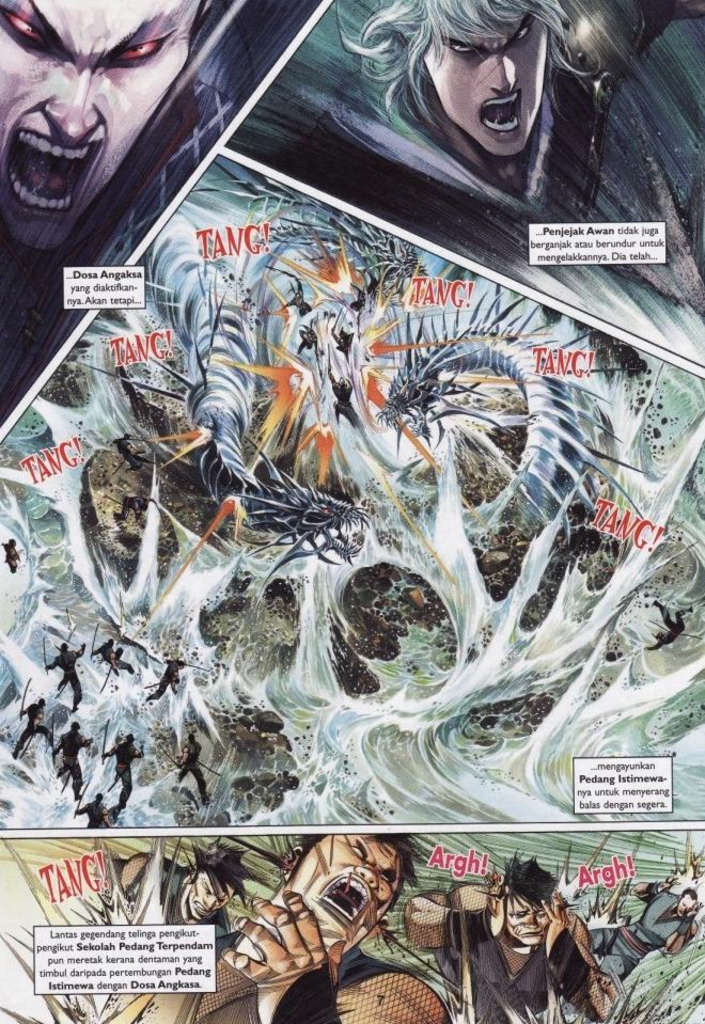 ...Dosa Angaksa
yang diaktifkan-
nya. Akan tetapi...
...Penjejak Awan tidak juga
berganjak atau berundur untuk
mengelakkannya. Dia telah...
TANG!
TANG!
TANG!
TANG!
TANG!
TANG!
...mengayunkan
Pedang Istimewa-
nya untuk menyerang
balas dengan segera.
TANG!
Argh!
Argh!
Lantas gegendang telinga pengikut-
pengikut Sekolah Pedang Terpendam
pun meretak kerana dentaman yang
timbul daripada pertembungan Pedang
Istimewa dengan Dosa Angkasa.
7